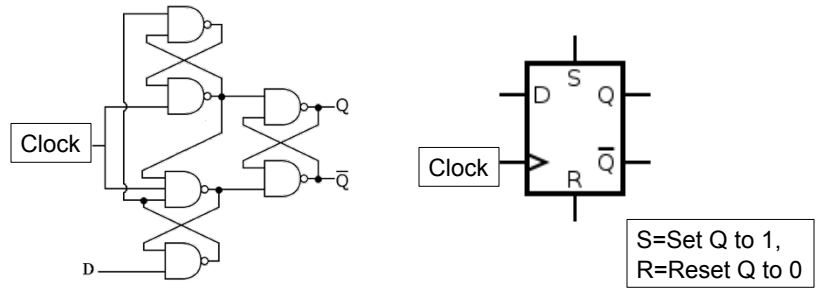 Clock
D
Q
Q̅
Clock
S
D
Q
Q̅
R
S=Set Q to 1,
R=Reset Q to 0